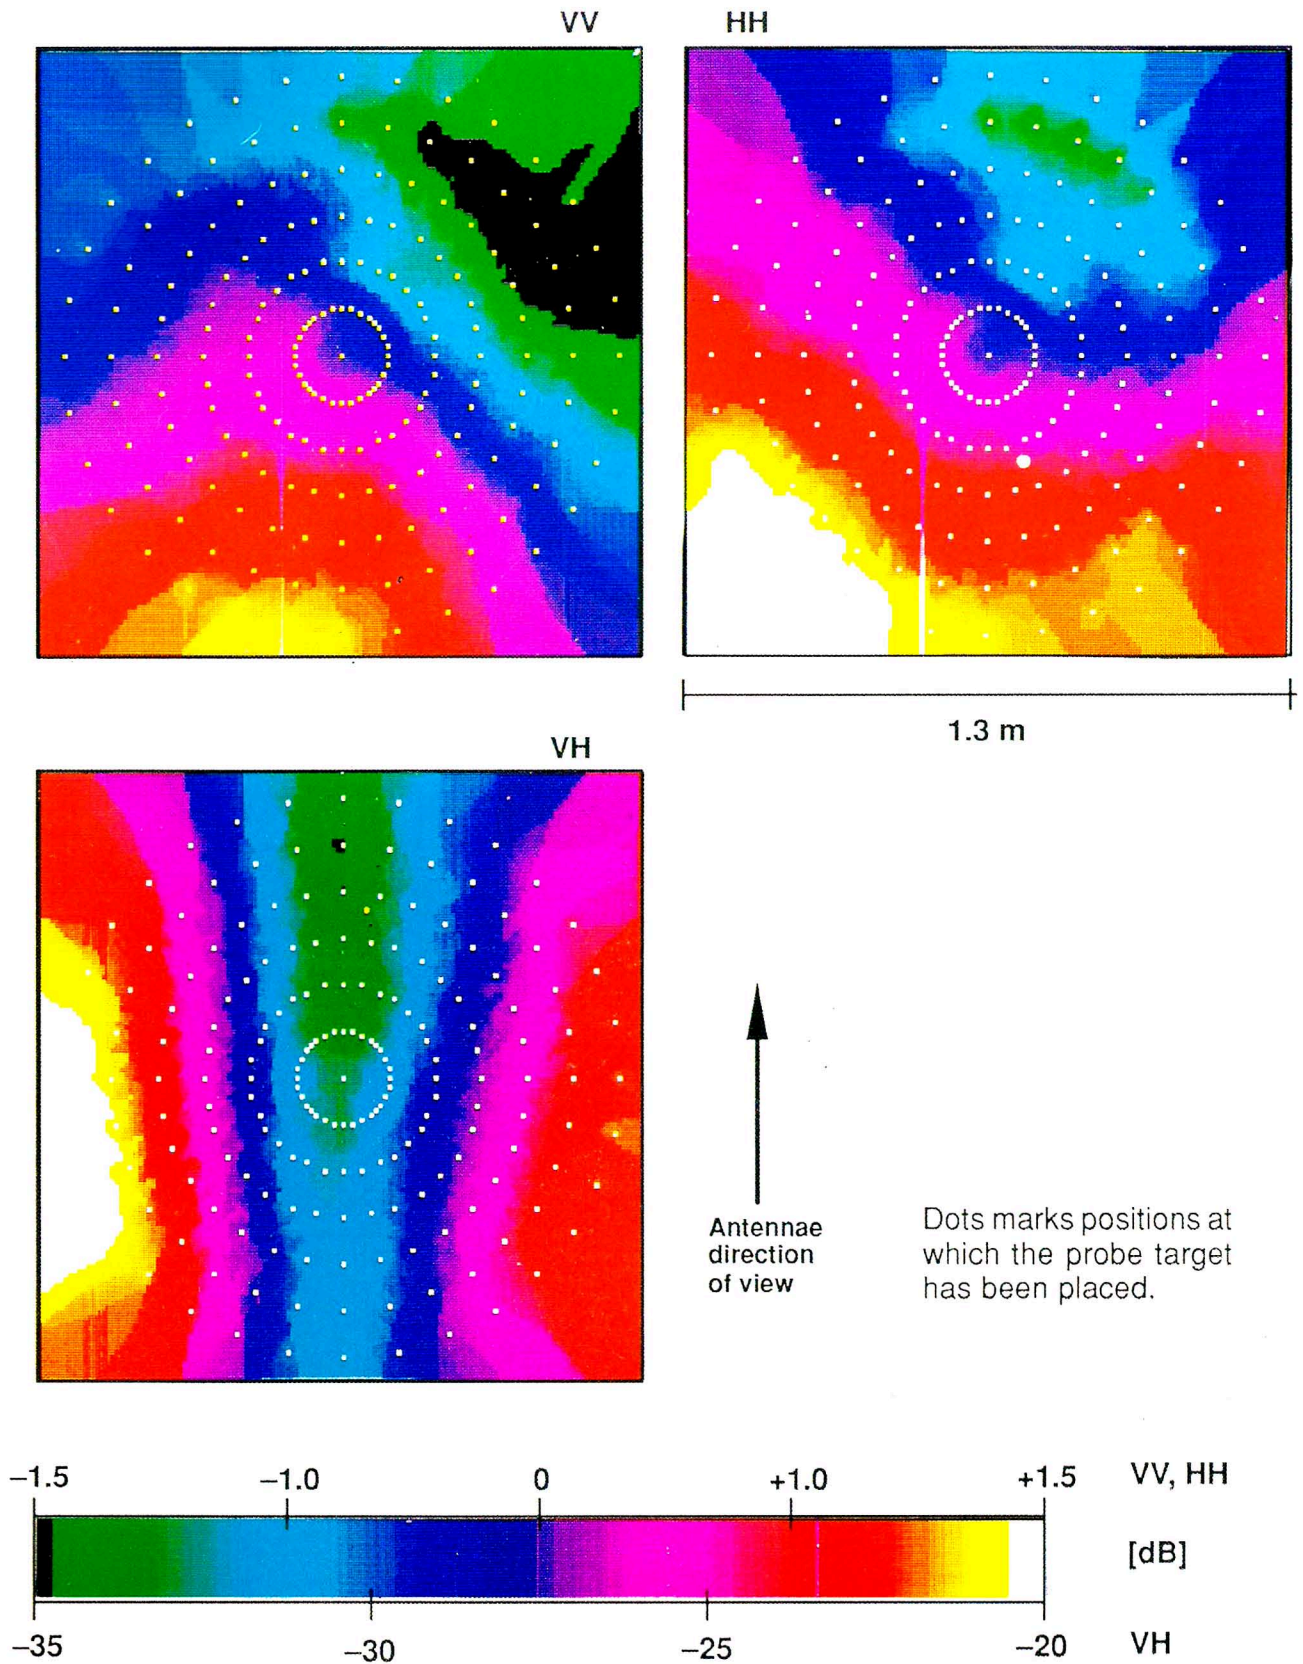 VV
HH
1.3 m
VH
Antennae
direction
of view
Dots marks positions at
which the probe target
has been placed.
–1.5 –1.0 0 +1.0 +1.5 VV, HH
[dB]
–35 –30 –25 –20 VH